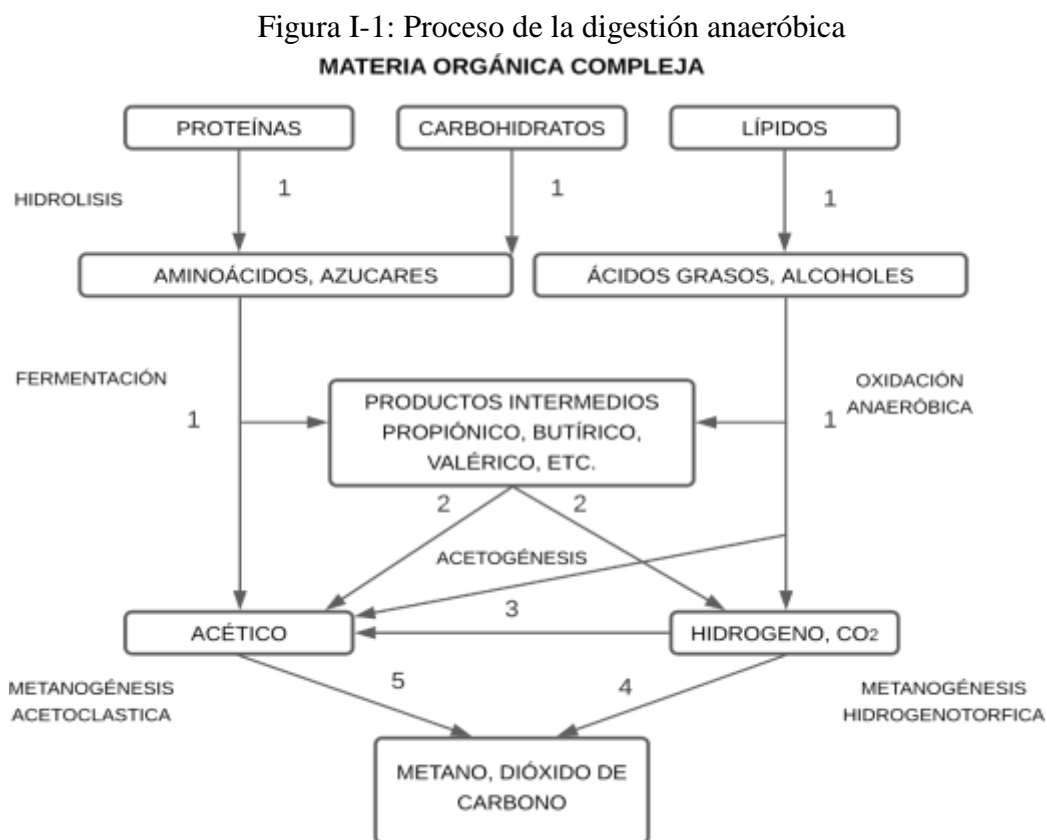 Figura I-1: Proceso de la digestión anaeróbica
MATERIA ORGÁNICA COMPLEJA
PROTEÍNAS
CARBOHIDRATOS
LÍPIDOS
1
1
1
HIDROLISIS
AMINOÁCIDOS, AZUCARES
ÁCIDOS GRASOS, ALCOHOLES
FERMENTACIÓN
1
PRODUCTOS INTERMEDIOS
PROPIÓNICO, BUTÍRICO,
VALÉRICO, ETC.
1
OXIDACIÓN
ANAERÓBICA
2
2
ACETOGÉNESIS
3
ACÉTICO
HIDROGENO, CO2
METANOGÉNESIS
ACETOCLASTICA
5
4
METANOGÉNESIS
HIDROGENOTORFICA
METANO, DIÓXIDO DE
CARBONO